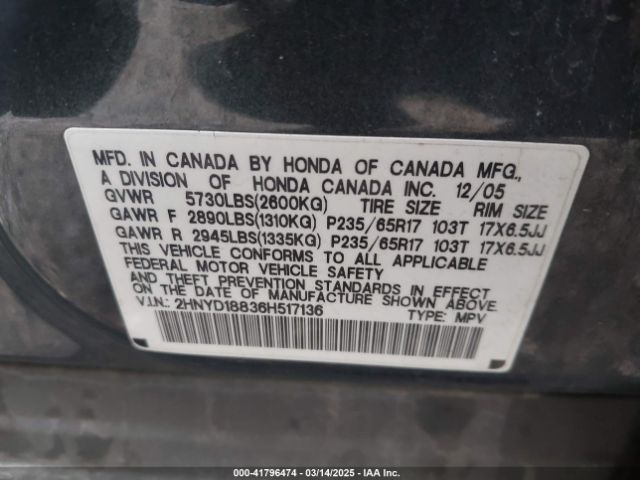 MFD. IN CANADA BY HONDA OF CANADA MFG.,
A DIVISION OF HONDA CANADA INC. 12/05
GVWR 5730LBS(2600KG) TIRE SIZE RIM SIZE
GAWR F 2890LBS(1310KG) P235/65R17 103T 17X6.5JJ
GAWR R 2945LBS(1335KG) P235/65R17 103T 17X6.5JJ
THIS VEHICLE CONFORMS TO ALL APPLICABLE
FEDERAL MOTOR VEHICLE SAFETY
AND THEFT PREVENTION STANDARDS IN EFFECT
ON THE DATE OF MANUFACTURE SHOWN ABOVE.
V.I.N.: 2HNYD18836H517136 TYPE: MPV
000-41796474 — 03/14/2025 — IAA Inc.